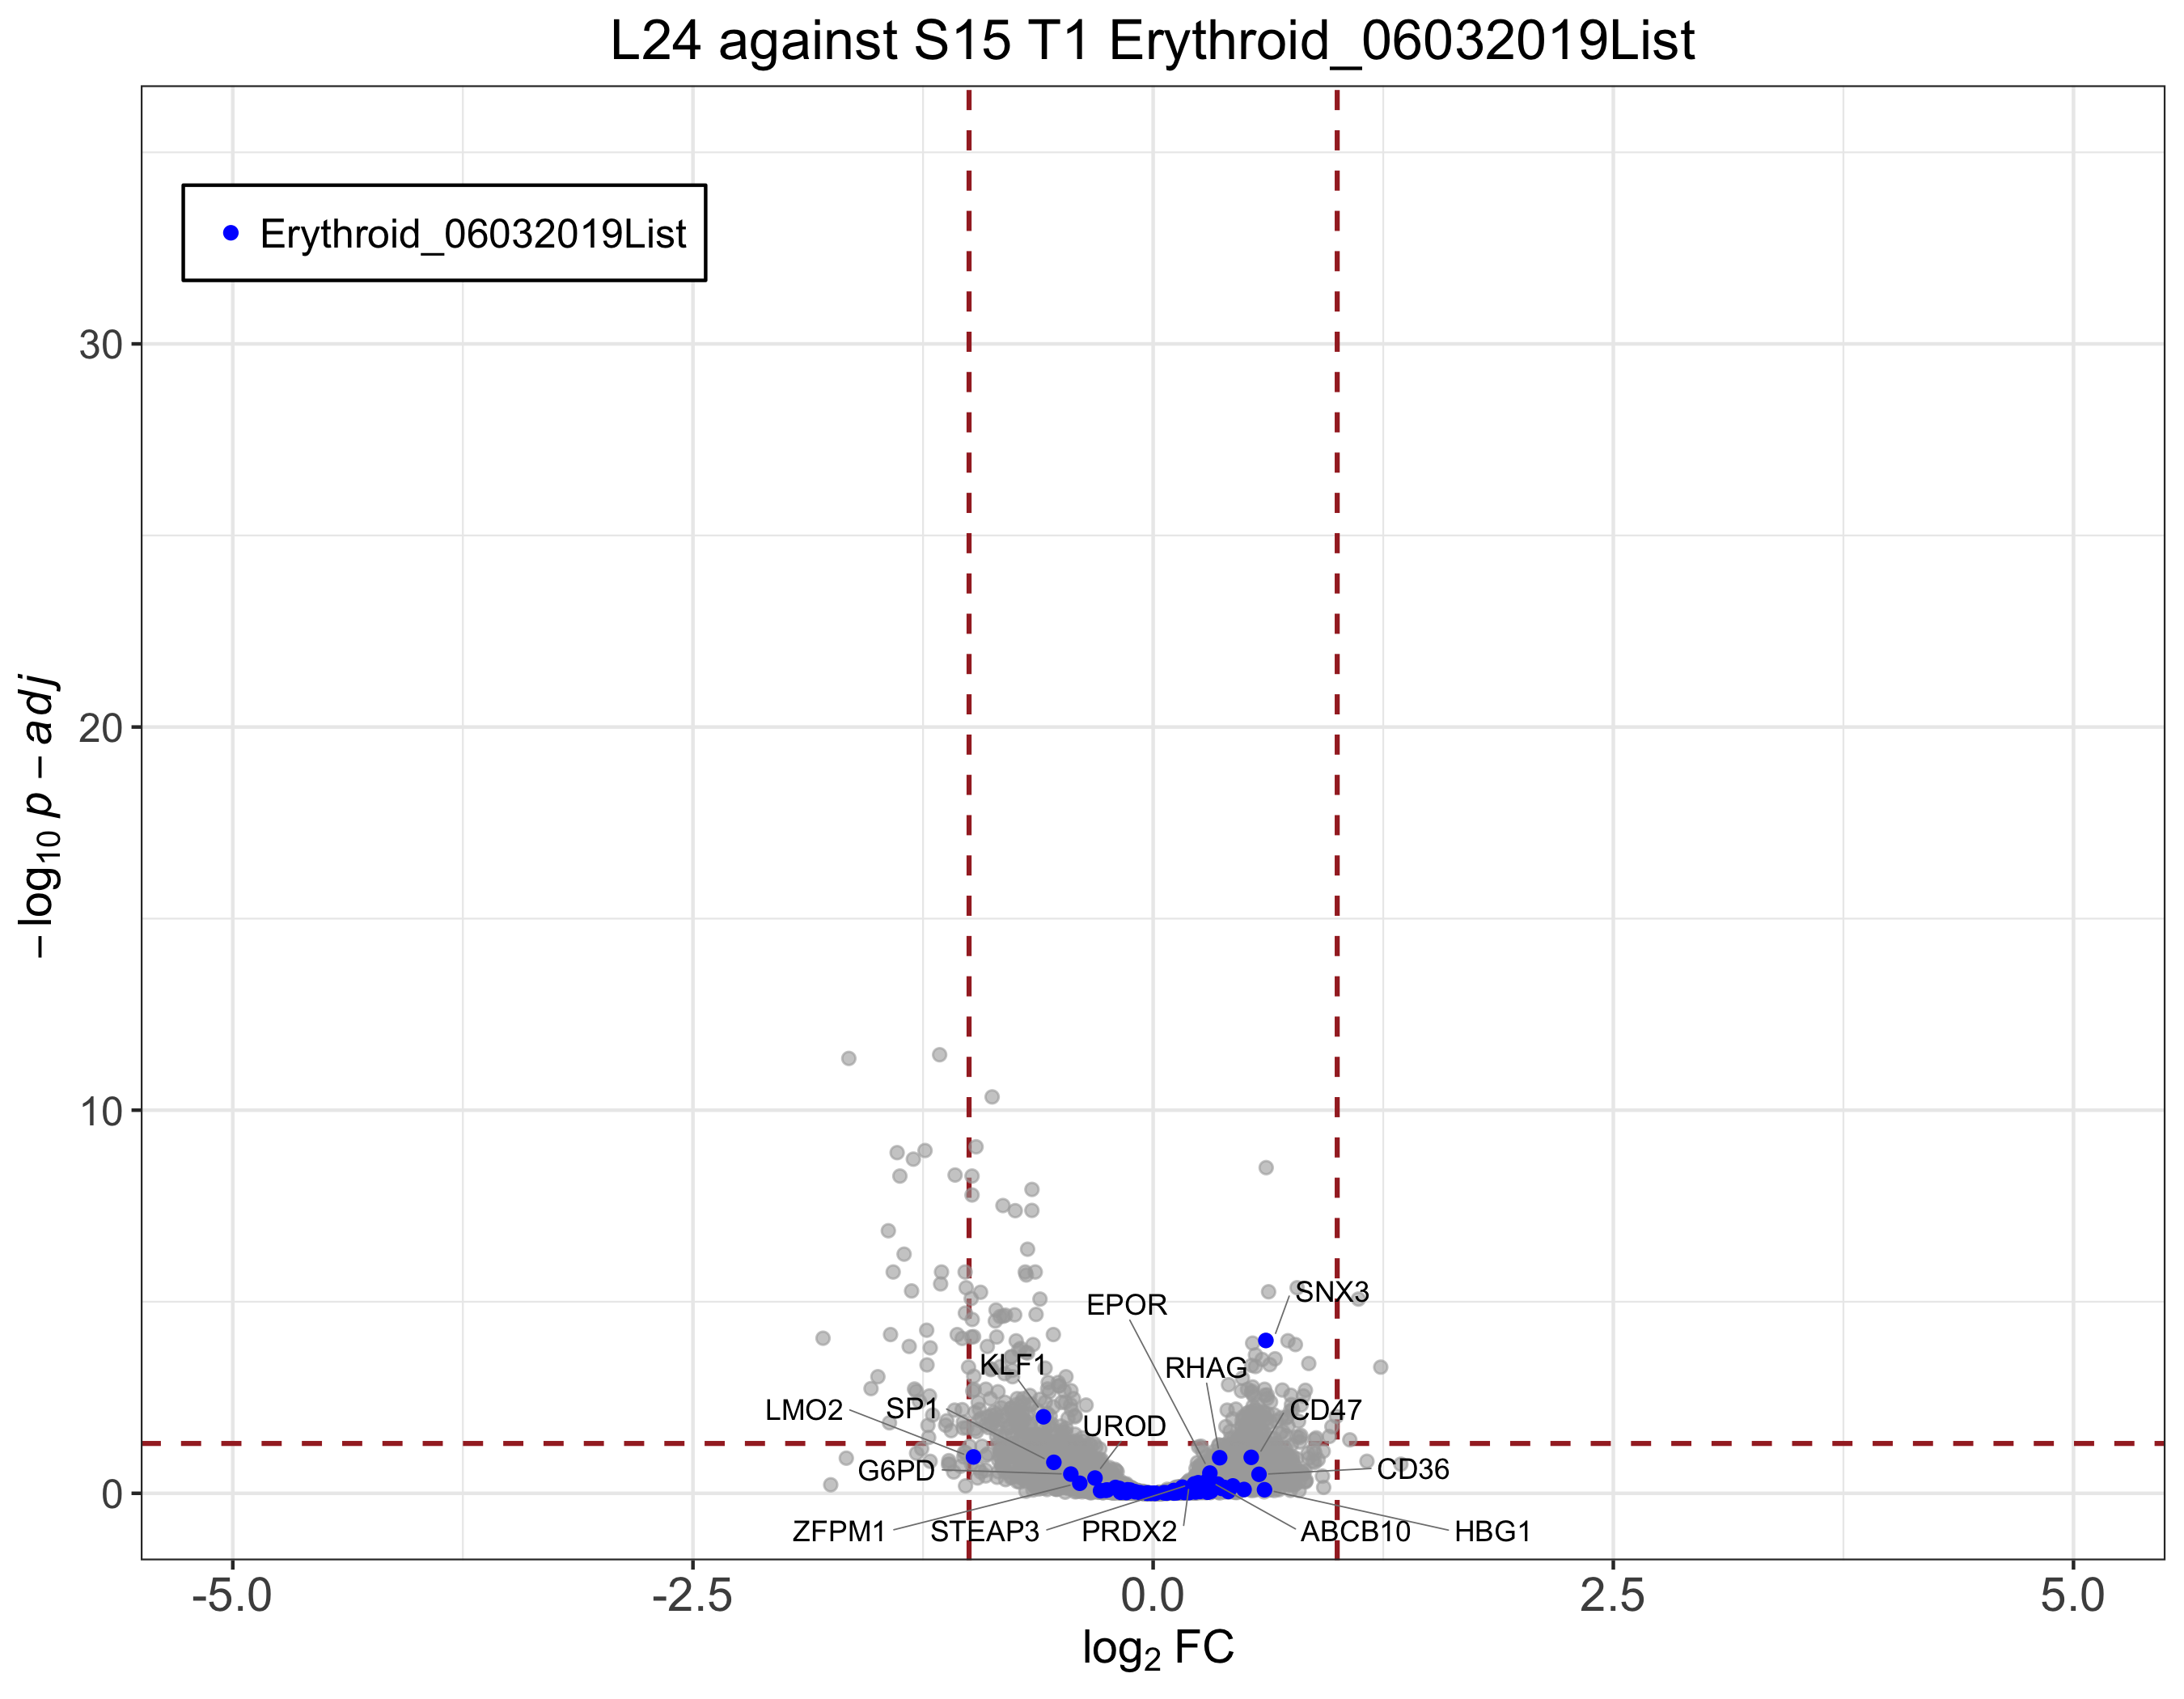 L24 against S15 T1 Erythroid_06032019List
Erythroid_06032019List
30
20
10
0
−log10 p − adj
EPOR
SNX3
KLF1
RHAG
LMO2
SP1
UROD
CD47
G6PD
CD36
ZFPM1
STEAP3
PRDX2
ABCB10
HBG1
-5.0
-2.5
0.0
2.5
5.0
log2 FC